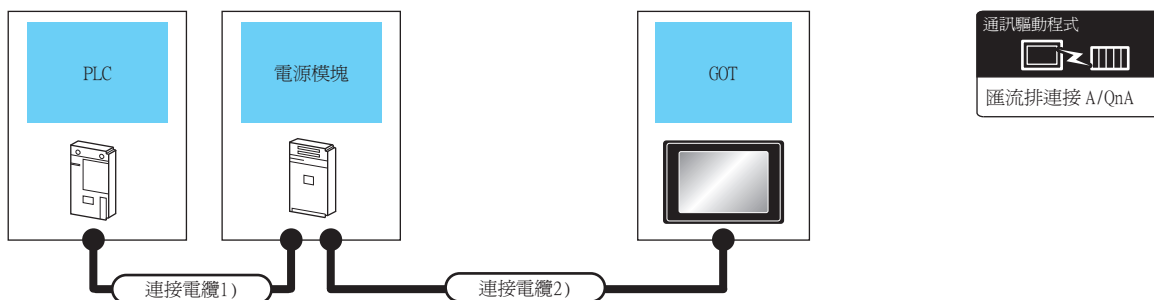 PLC
電源模塊
GOT
通訊驅動程式
匯流排連接 A/QnA
連接電纜1)
連接電纜2)